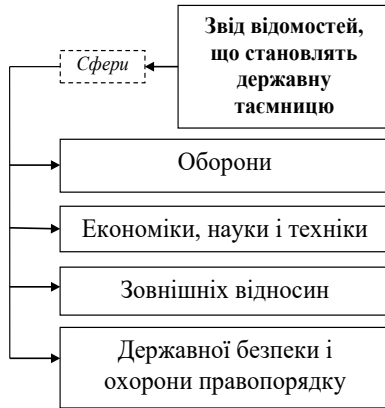 Звід відомостей,
що становлять
державну
таємницю
Сфери
Оборони
Економіки, науки і техніки
Зовнішніх відносин
Державної безпеки і
охорони правопорядку